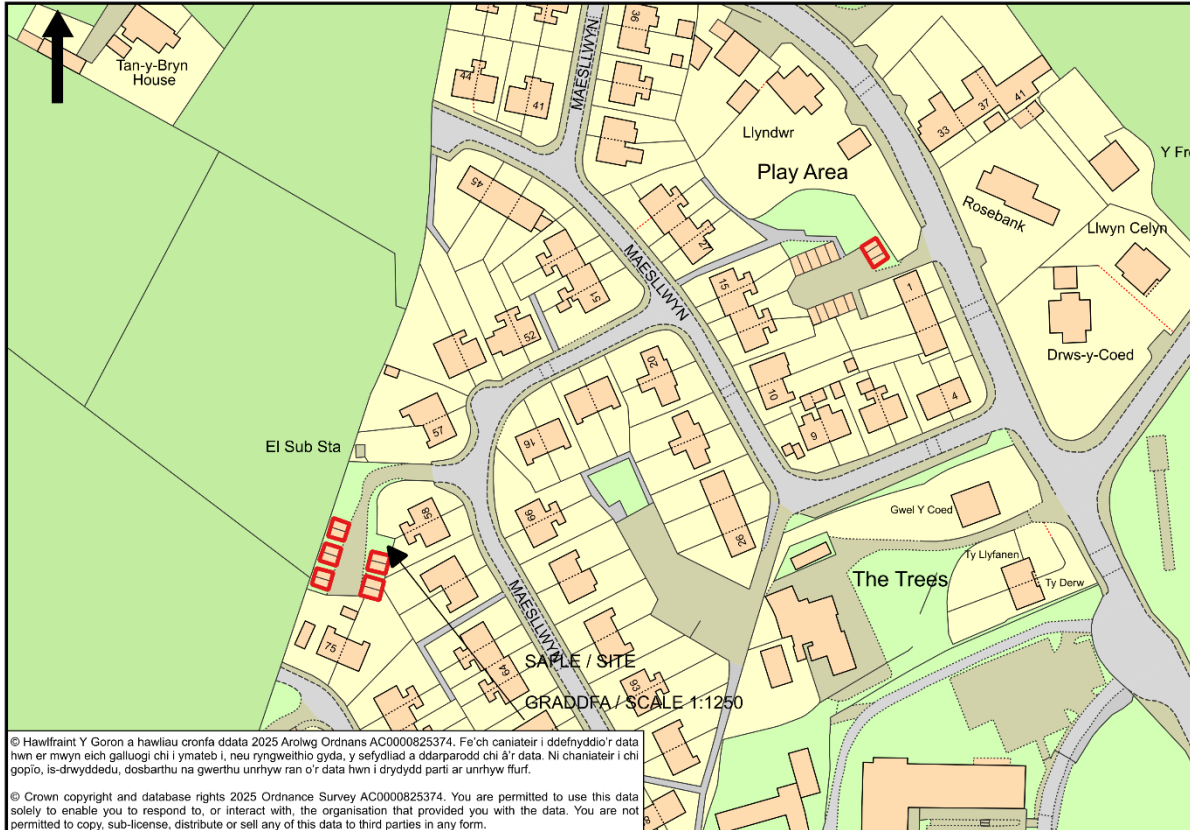 Tan-y-Bryn
House
44
41
MAESLLWYN
36
Llyndwr
33
37
41
Play Area
Y Fr
Rosebank
Llwyn Celyn
45
MAESLLWYN
27
51
15
1
52
Drws-y-Coed
20
10
4
57
9
16
El Sub Sta
58
66
26
Gwel Y Coed
Ty Llyfanen
The Trees
Ty Derw
MAESLLWYN
75
64
SAFLE / SITE
93
GRADDFA / SCALE 1:1250
8
© Hawlfraint Y Goron a hawliau cronfa ddata 2025 Arolwg Ordnans AC0000825374. Fe'ch caniateir i ddefnyddio'r data
hwn er mwyn eich galluogi chi i ymateb i, neu ryngweithio gyda, y sefydliad a ddarparodd chi â'r data. Ni chaniateir i chi
gopïo, is-drwyddedu, dosbarthu na gwerthu unrhyw ran o'r data hwn i drydydd parti ar unrhyw ffurf.
© Crown copyright and database rights 2025 Ordnance Survey AC0000825374. You are permitted to use this data
solely to enable you to respond to, or interact with, the organisation that provided you with the data. You are not
permitted to copy, sub-license, distribute or sell any of this data to third parties in any form.